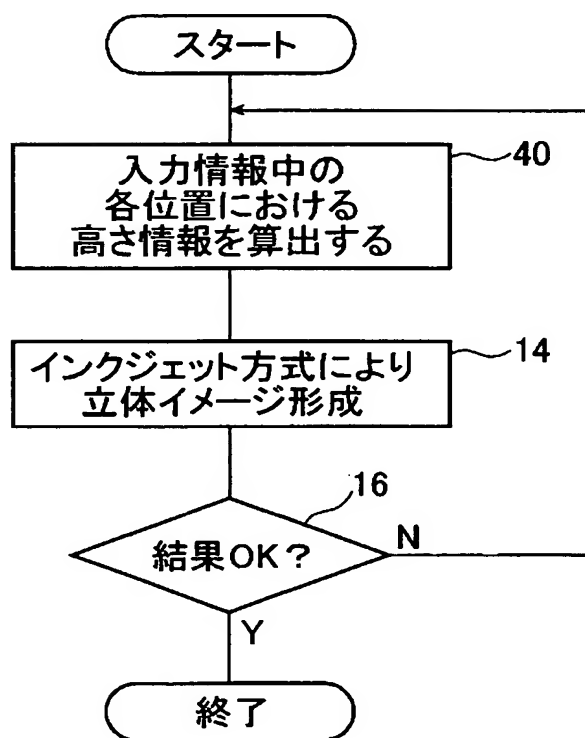 スタート
入力情報中の
各位置における
高さ情報を算出する
40
インクジェット方式により
立体イメージ形成
14
16
結果OK?
N
Y
終了